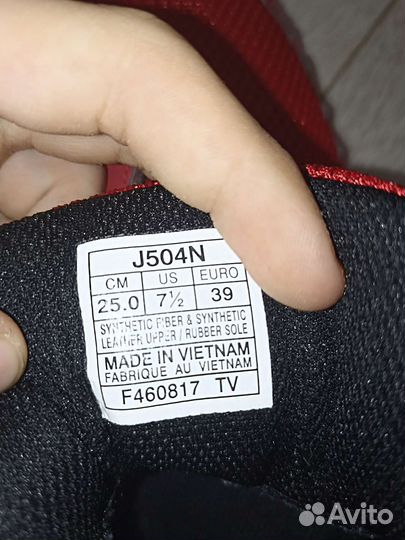 J504N
CM US EURO
25.0 7½ 39
SYNTHETIC FIBER & SYNTHETIC
LEATHER UPPER / RUBBER SOLE
MADE IN VIETNAM
FABRIQUE AU VIETNAM
F460817 TV
Avito